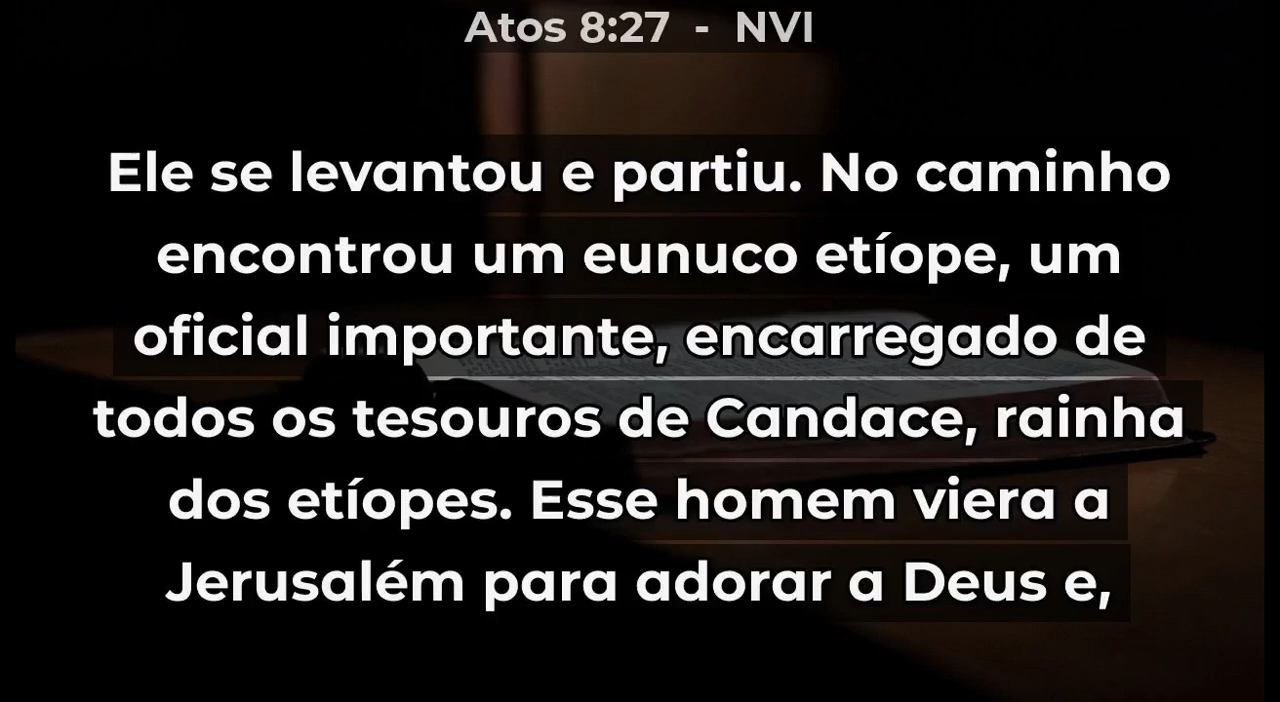 Atos 8:27 - NVI
Ele se levantou e partiu. No caminho
encontrou um eunuco etíope, um
oficial importante, encarregado de
todos os tesouros de Candace, rainha
dos etíopes. Esse homem viera a
Jerusalém para adorar a Deus e,